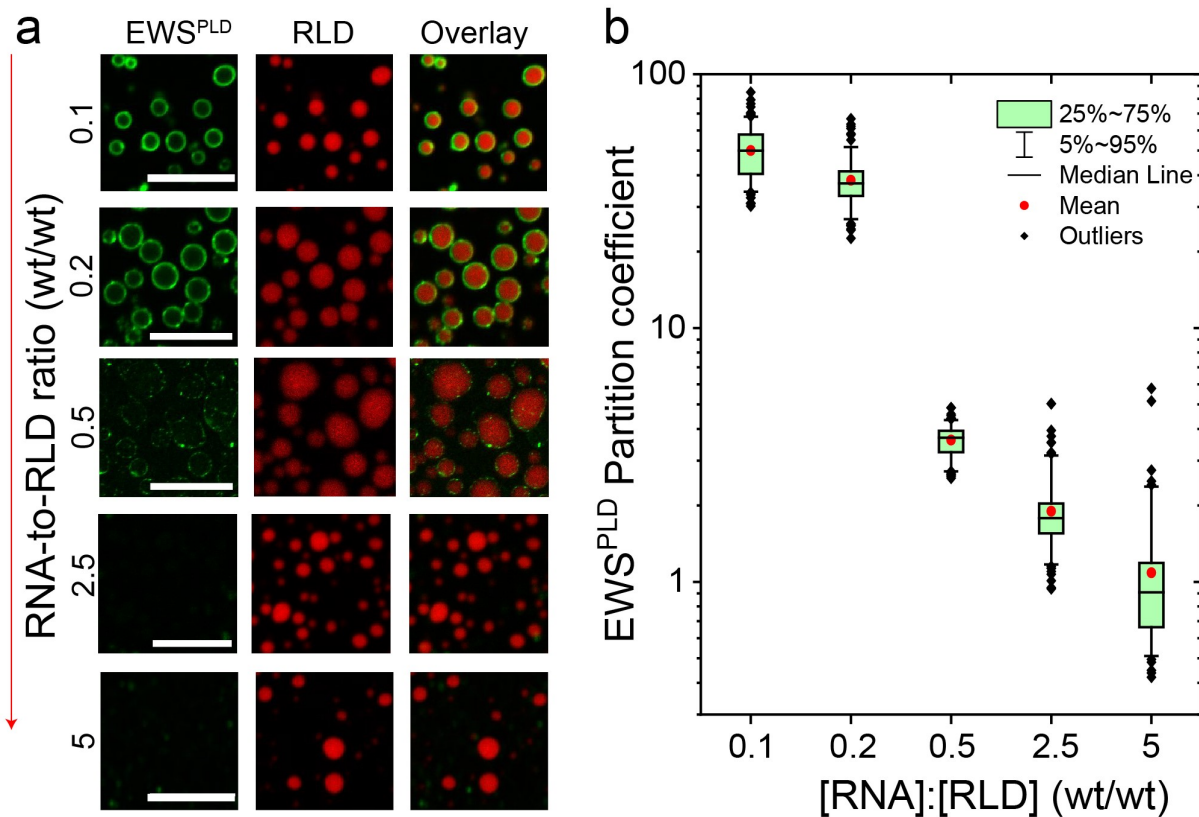 a
EWS^PLD RLD Overlay
RNA-to-RLD ratio (wt/wt)
0.1
0.2
0.5
2.5
5
b
EWS^PLD Partition coefficient
100
10
1
25%~75%
5%~95%
Median Line
Mean
Outliers
0.1 0.2 0.5 2.5 5
[RNA]:[RLD] (wt/wt)